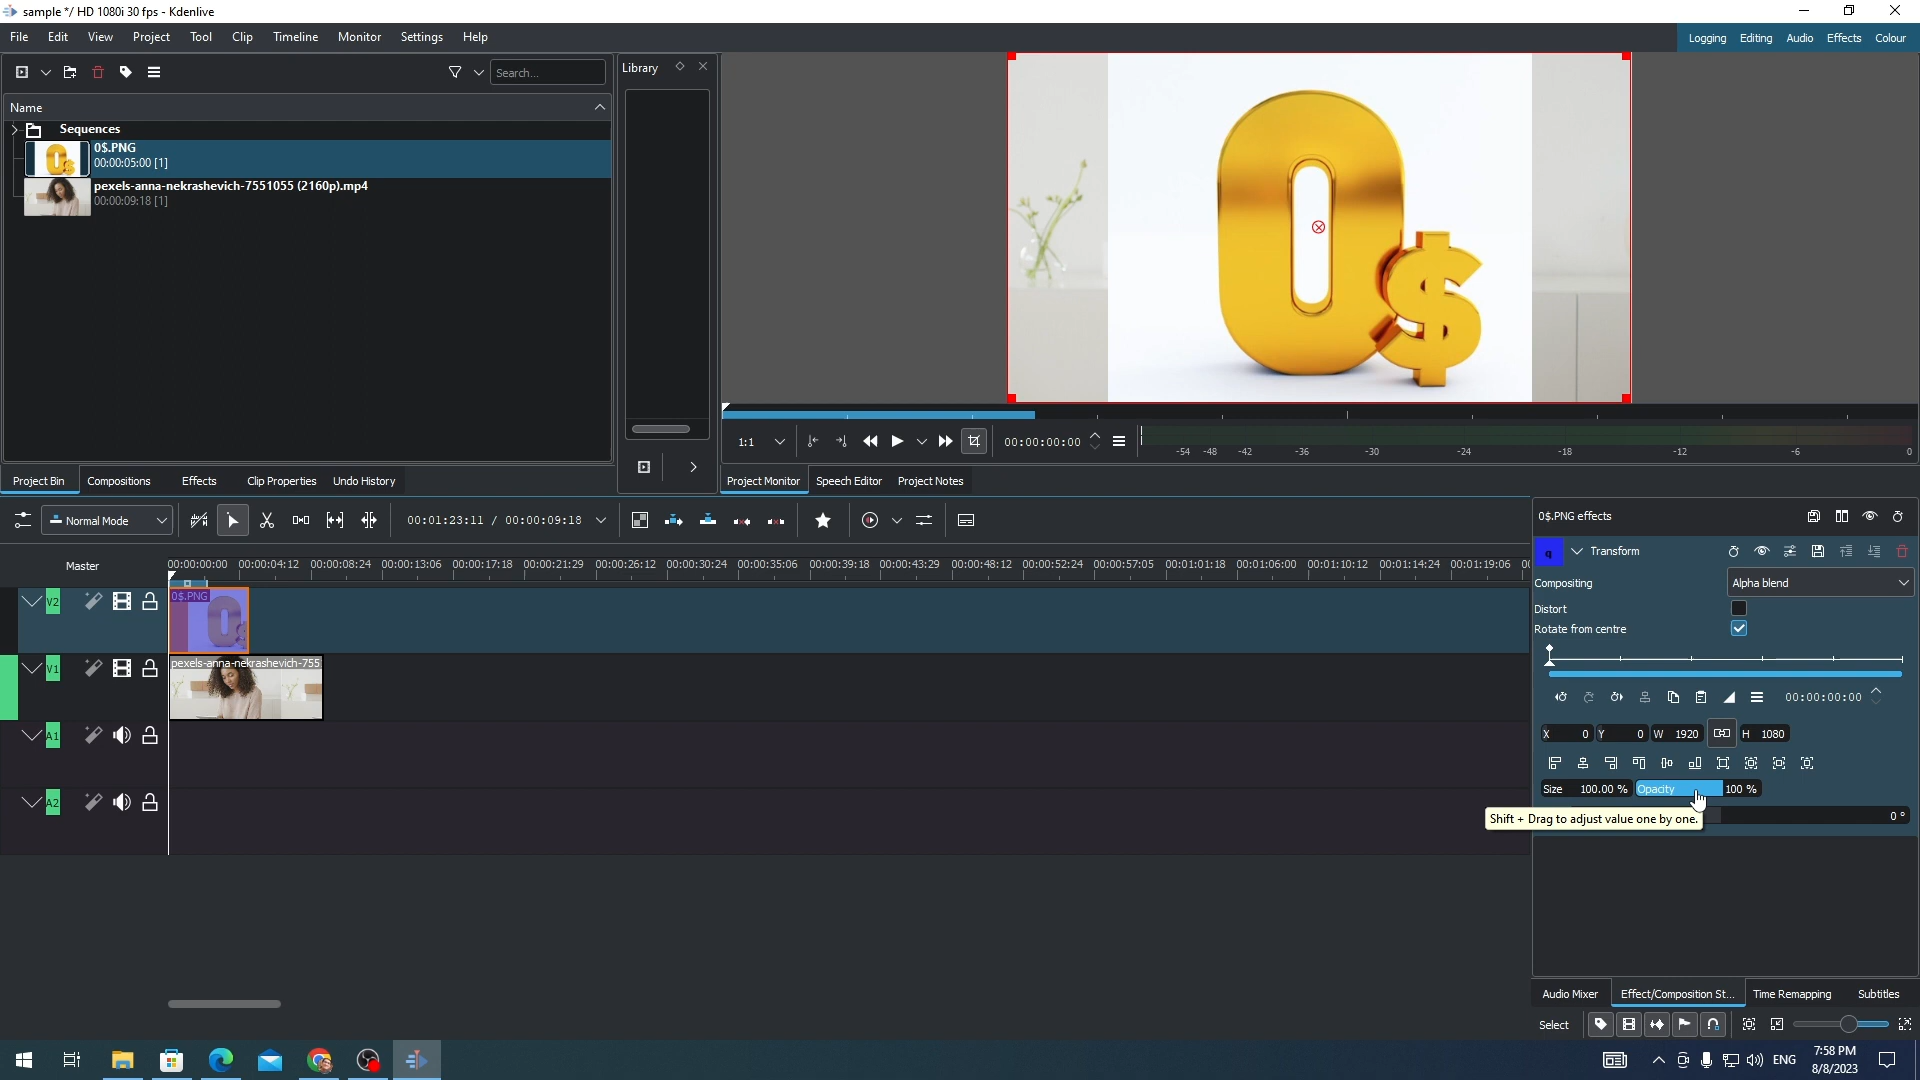 sample */ HD 1080i 30 fps - Kdenlive
File Edit View Project Tool Clip Timeline Monitor Settings Help
Logging Editing Audio Effects Colour
Search...
Library
Name
Sequences
0$.PNG
00:00:05:00 [1]
pexels-anna-nekrashevich-7551055 (2160p).mp4
00:00:09:18 [1]
0$
1:1
00:00:00:00
-54 -48 -42 -36 -30 -24 -18 -12 -6 0
Project Bin Compositions Effects Clip Properties Undo History
Project Monitor Speech Editor Project Notes
Normal Mode
00:01:23:11 / 00:00:09:18
0$.PNG effects
Transform
Compositing Alpha blend
Distort
Rotate from centre
00:00:00:00
X 0 Y 0 W 1920 H 1080
Size 100.00 % Opacity 100 %
Shift + Drag to adjust value one by one.
0°
Master
00:00:00:00 00:00:04:12 00:00:08:24 00:00:13:06 00:00:17:18 00:00:21:29 00:00:26:12 00:00:30:24 00:00:35:06 00:00:39:18 00:00:43:29 00:00:48:12 00:00:52:24 00:00:57:05 00:01:01:18 00:01:06:00 00:01:10:12 00:01:14:24 00:01:19:06
V2
0$.PNG
V1
pexels-anna-nekrashevich-755
A1
A2
Audio Mixer Effect/Composition St... Time Remapping Subtitles
Select
ENG
7:58 PM
8/8/2023